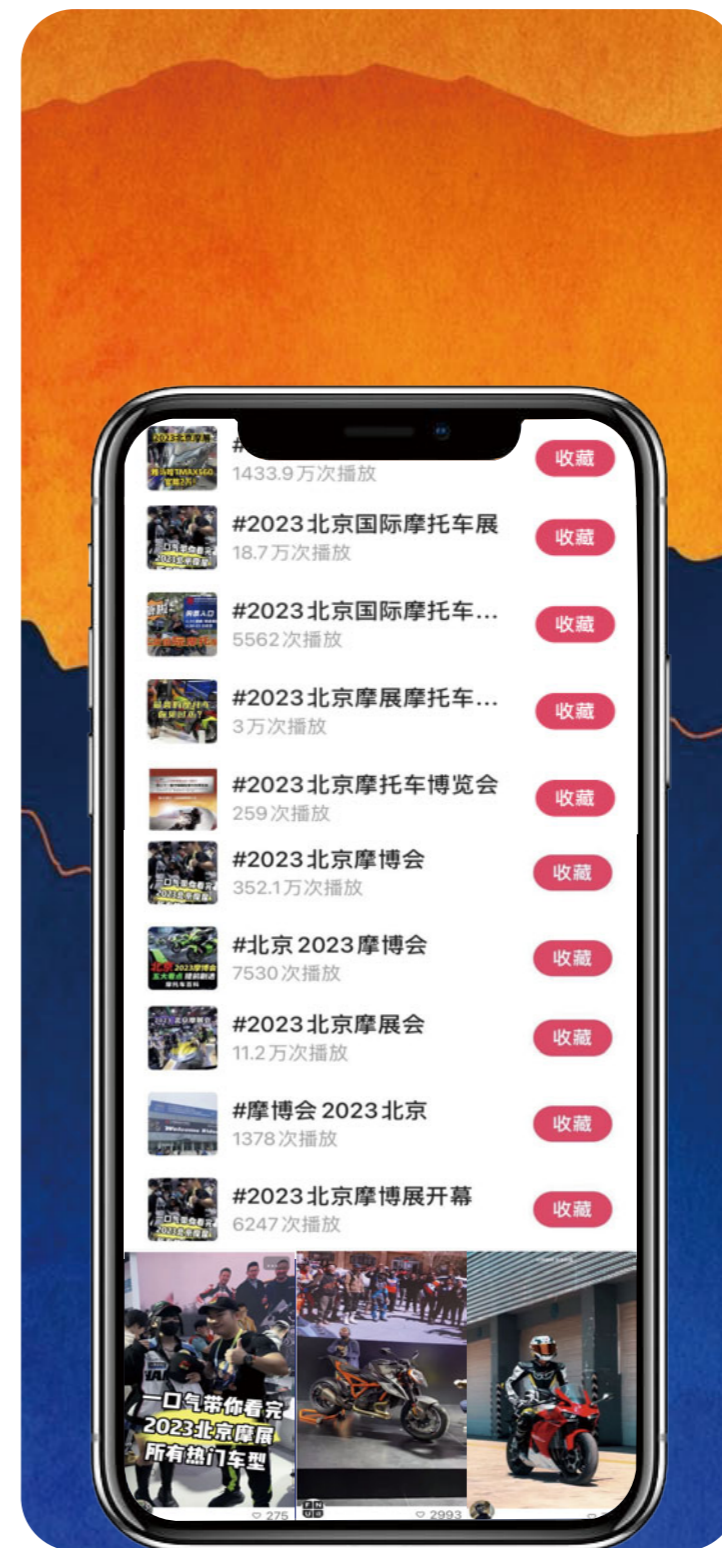 #
1433.9万次播放
收藏
#2023北京国际摩托车展
18.7万次播放
收藏
#2023北京国际摩托车...
5562次播放
收藏
#2023北京摩展摩托车...
3万次播放
收藏
#2023北京摩托车博览会
259次播放
收藏
#2023北京摩博会
352.1万次播放
收藏
#北京2023摩博会
7530次播放
收藏
#2023北京摩展会
11.2万次播放
收藏
#摩博会2023北京
1378次播放
收藏
#2023北京摩博展开幕
6247次播放
收藏
一口气带你看完
2023北京摩展
所有热门车型
275
2993